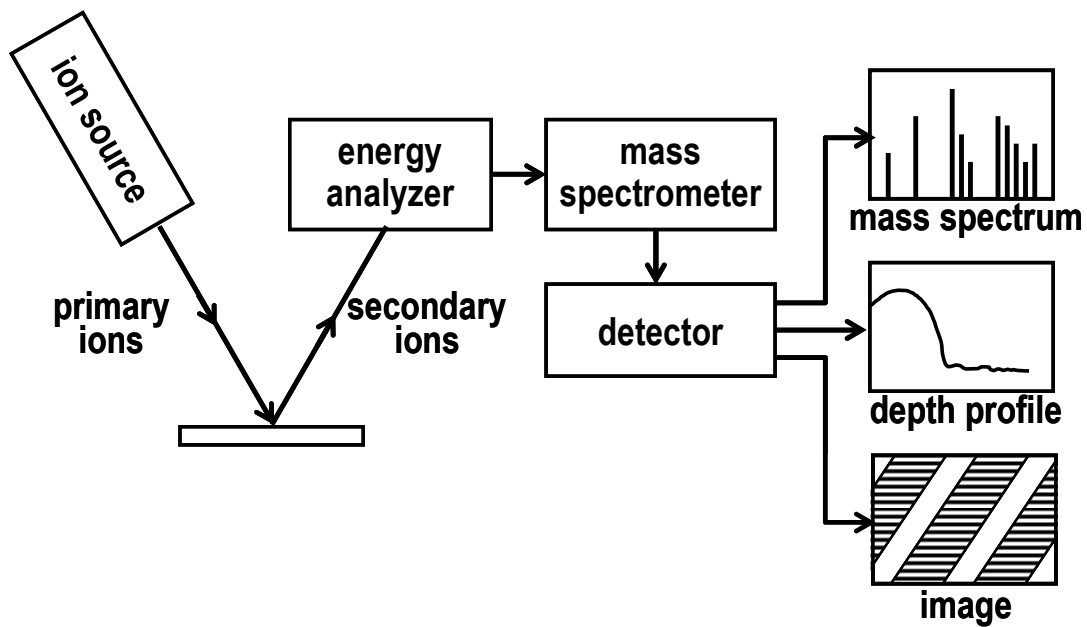 ion source
energy
analyzer
mass
spectrometer
mass spectrum
primary
ions
secondary
ions
detector
depth profile
image